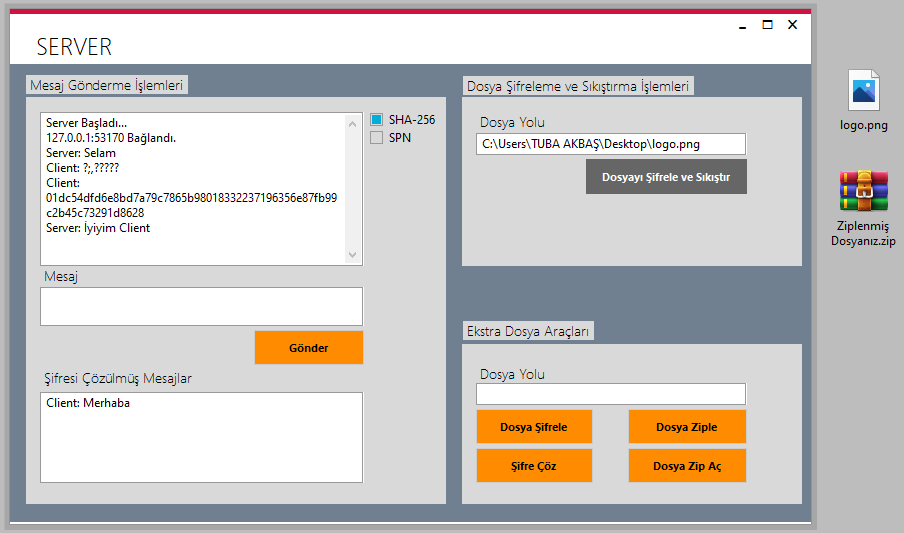 SERVER
Mesaj Gönderme İşlemleri
Server Başladı...
127.0.0.1:53170 Bağlandı.
Server: Selam
Client: ?;,?????
Client:
01dc54dfd6e8bd7a79c7865b98018332237196356e87fb99
c2b45c73291d8628
Server: İyiyim Client
SHA-256
SPN
Mesaj
Gönder
Şifresi Çözülmüş Mesajlar
Client: Merhaba
Dosya Şifreleme ve Sıkıştırma İşlemleri
Dosya Yolu
C:\Users\TUBA AKBAŞ\Desktop\logo.png
Dosyayı Şifrele ve Sıkıştır
Ekstra Dosya Araçları
Dosya Yolu
Dosya Şifrele
Dosya Ziple
Şifre Çöz
Dosya Zip Aç
logo.png
Ziplenmiş
Dosyanız.zip